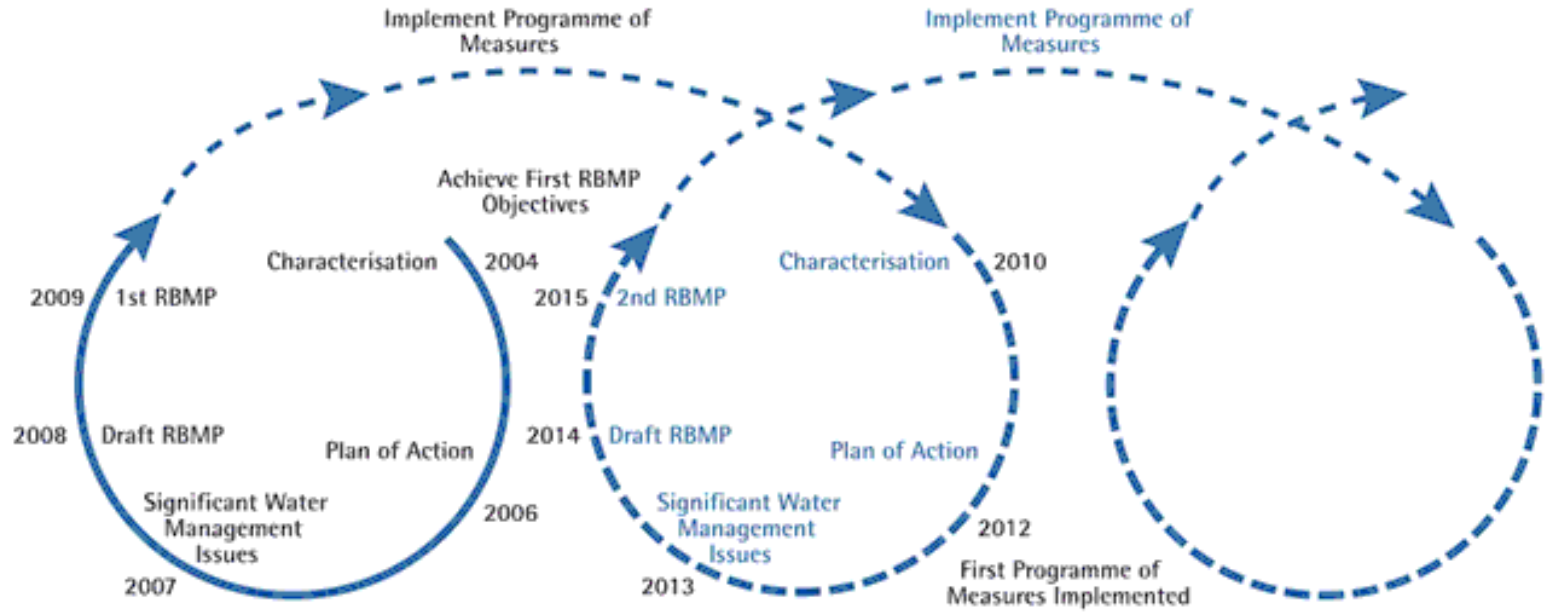 Implement Programme of
Measures
Implement Programme of
Measures
Achieve First RBMP
Objectives
Characterisation
2004
Characterisation
2010
2009
1st RBMP
2015
2nd RBMP
2008
Draft RBMP
Plan of Action
2014
Draft RBMP
Plan of Action
Significant Water
Management
Issues
2006
Significant Water
Management
Issues
2012
2007
2013
First Programme of
Measures Implemented